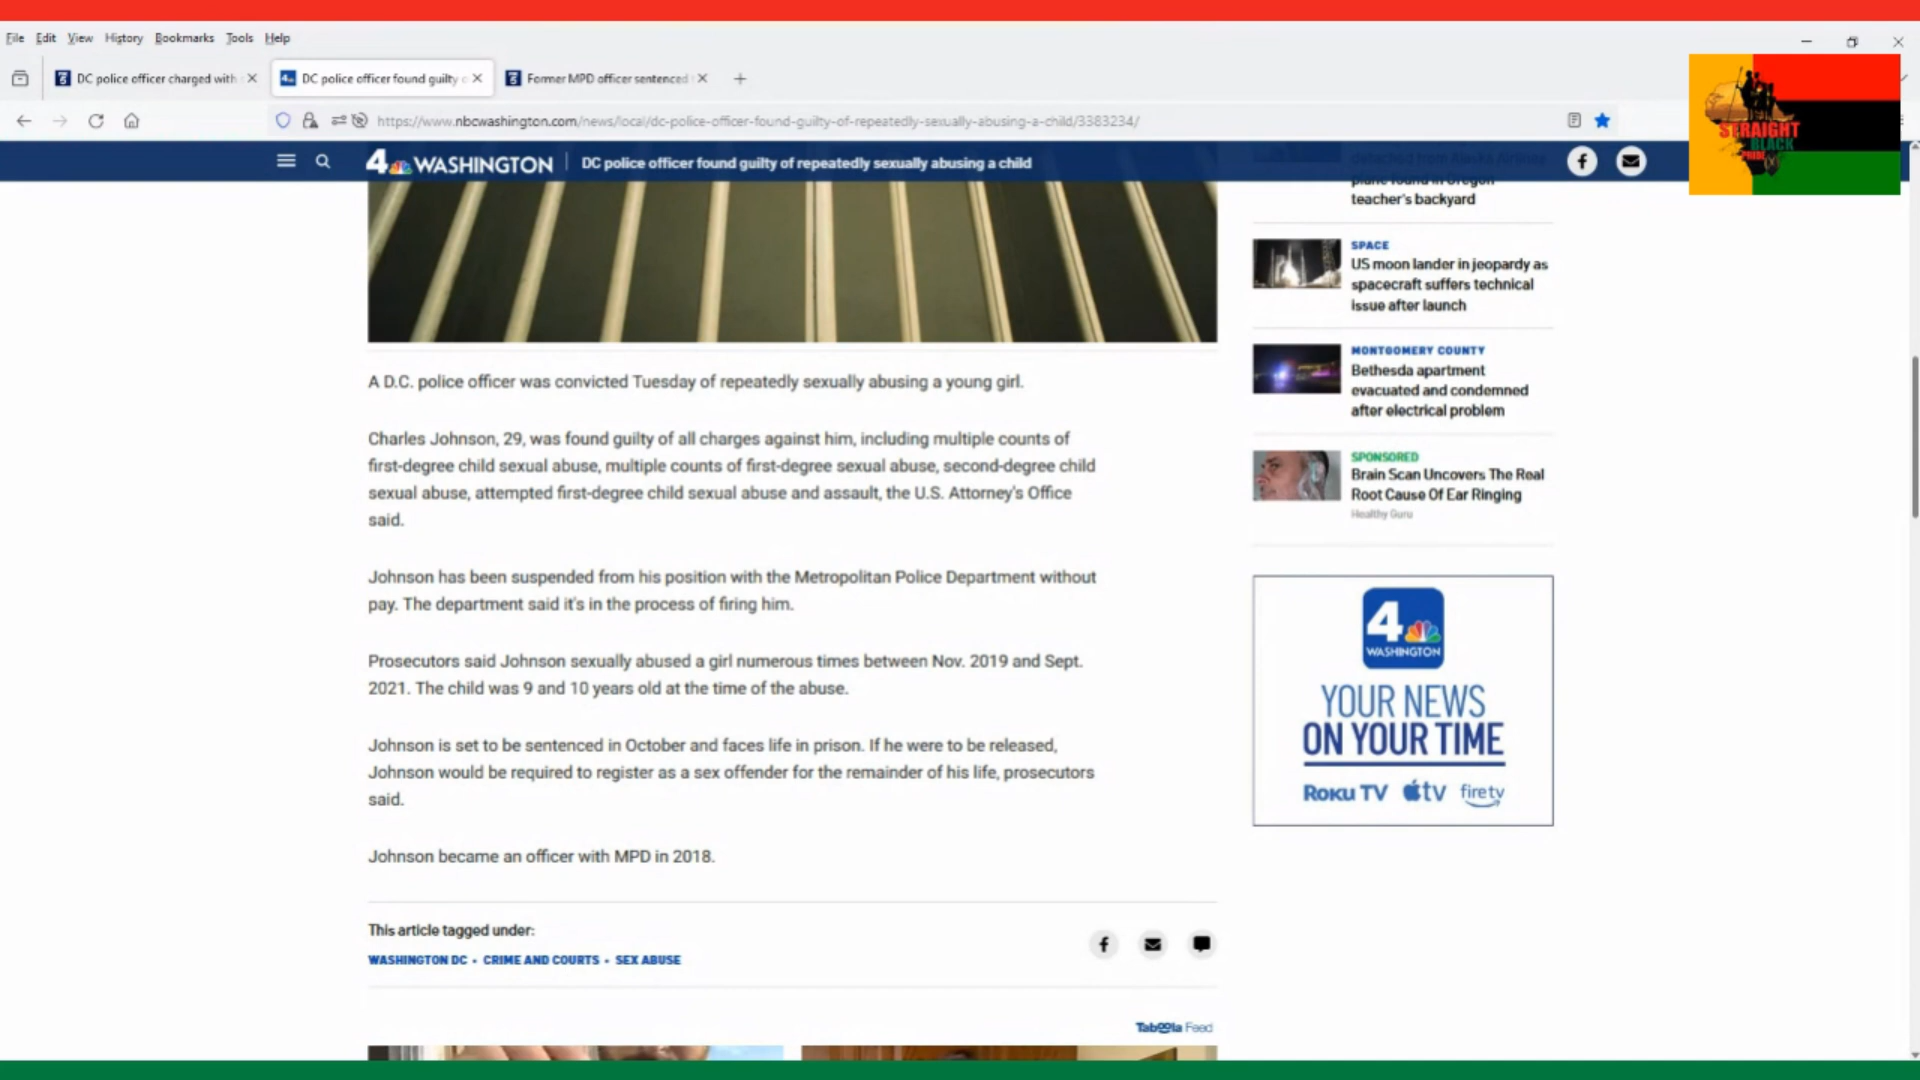 File Edit View History Bookmarks Tools Help
DC police officer charged with
DC police officer found guilty
Former MPD officer sentenced
https://www.nbcwashington.com/news/local/dc-police-officer-found-guilty-of-repeatedly-sexually-abusing-a-child/3383234/
STRAIGHT
BLACK
PRIDE
4 WASHINGTON DC police officer found guilty of repeatedly sexually abusing a child
detached from Alaska Airlines
plane found in Oregon
teacher's backyard
SPACE
US moon lander in jeopardy as
spacecraft suffers technical
issue after launch
MONTGOMERY COUNTY
Bethesda apartment
evacuated and condemned
after electrical problem
SPONSORED
Brain Scan Uncovers The Real
Root Cause Of Ear Ringing
Healthy Guru
A D.C. police officer was convicted Tuesday of repeatedly sexually abusing a young girl.
Charles Johnson, 29, was found guilty of all charges against him, including multiple counts of
first-degree child sexual abuse, multiple counts of first-degree sexual abuse, second-degree child
sexual abuse, attempted first-degree child sexual abuse and assault, the U.S. Attorney's Office
said.
Johnson has been suspended from his position with the Metropolitan Police Department without
pay. The department said it's in the process of firing him.
Prosecutors said Johnson sexually abused a girl numerous times between Nov. 2019 and Sept.
2021. The child was 9 and 10 years old at the time of the abuse.
Johnson is set to be sentenced in October and faces life in prison. If he were to be released,
Johnson would be required to register as a sex offender for the remainder of his life, prosecutors
said.
Johnson became an officer with MPD in 2018.
4
WASHINGTON
YOUR NEWS
ON YOUR TIME
ROKU TV tv firetv
This article tagged under:
WASHINGTON DC • CRIME AND COURTS • SEX ABUSE
Taboola Feed